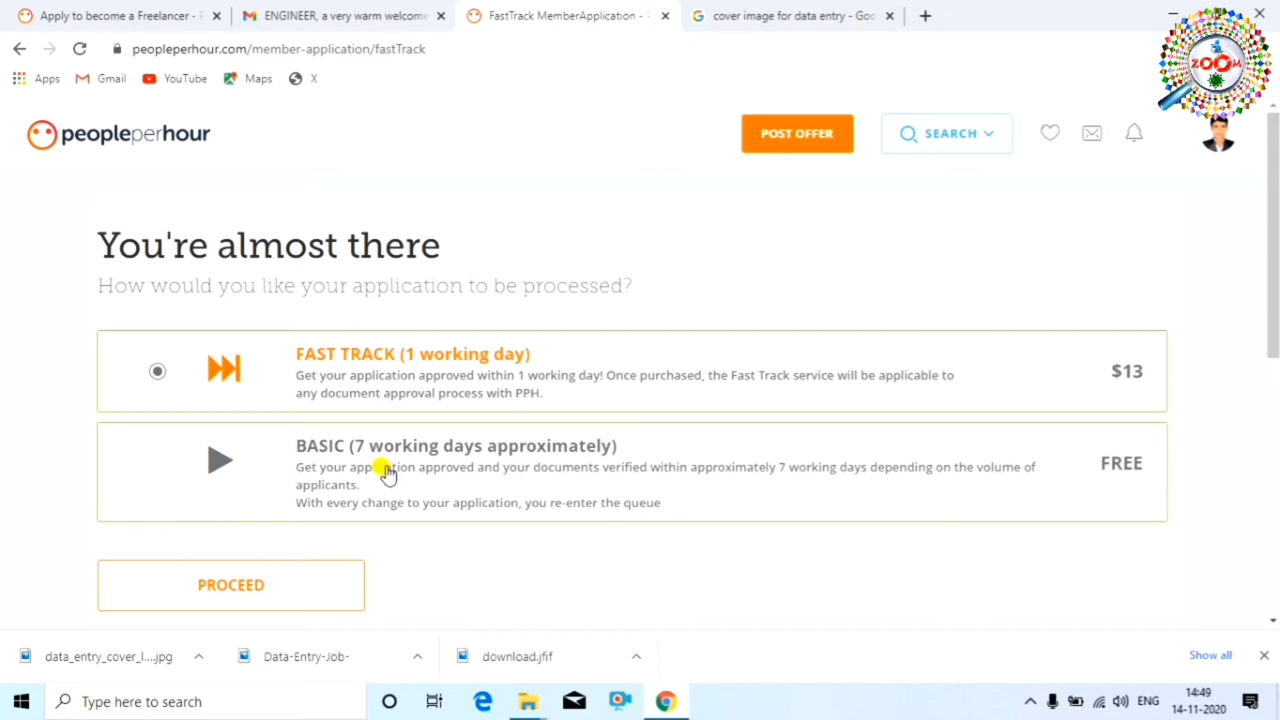 Apply to become a Freelancer - P
ENGINEER, a very warm welcome
FastTrack MemberApplication -
cover image for data entry - Goo
peopleperhour.com/member-application/fastTrack
Apps
Gmail
YouTube
Maps
X
ZOOM
peopleperhour
POST OFFER
SEARCH
You're almost there
How would you like your application to be processed?
FAST TRACK (1 working day)
Get your application approved within 1 working day! Once purchased, the Fast Track service will be applicable to
any document approval process with PPH.
$13
BASIC (7 working days approximately)
Get your application approved and your documents verified within approximately 7 working days depending on the volume of
applicants.
With every change to your application, you re-enter the queue
FREE
PROCEED
data_entry_cover_l....jpg
Data-Entry-Job-
download.jfif
Show all
Type here to search
ENG
14:49
14-11-2020